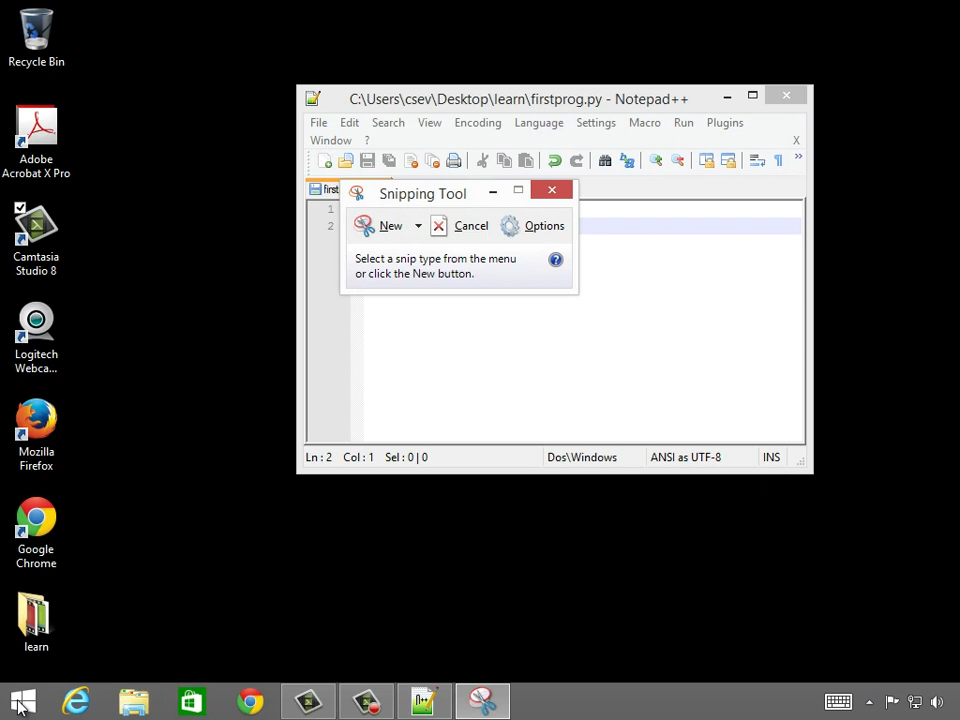 Recycle Bin
Adobe
Acrobat X Pro
Camtasia
Studio 8
Logitech
Webca...
Mozilla
Firefox
Google
Chrome
learn
C:\Users\csev\Desktop\learn\firstprog.py - Notepad++
File Edit Search View Encoding Language Settings Macro Run Plugins
Window ? X
first
1
2
Snipping Tool
New Cancel Options
Select a snip type from the menu
or click the New button.
Ln : 2 Col : 1 Sel : 0 | 0 Dos\Windows ANSI as UTF-8 INS